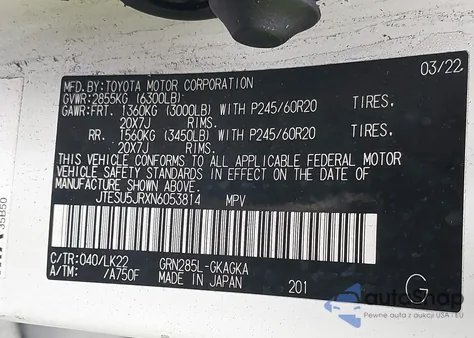 MFD.BY:TOYOTA MOTOR CORPORATION 03/22
GVWR:2855KG (6300LB)
GAWR:FRT. 1360KG (3000LB) WITH P245/60R20 TIRES,
20X7J RIMS.
RR. 1560KG (3450LB) WITH P245/60R20 TIRES,
20X7J RIMS.
THIS VEHICLE CONFORMS TO ALL APPLICABLE FEDERAL MOTOR
VEHICLE SAFETY STANDARDS IN EFFECT ON THE DATE OF
MANUFACTURE SHOWN ABOVE.
JTESU5JRXN6053814 MPV
C/TR:040/LK22 GRN285L-GKAGKA
A/TM: /A750F MADE IN JAPAN 201 G
35B50
autoshop
Pewne auta z aukcji USA i EU